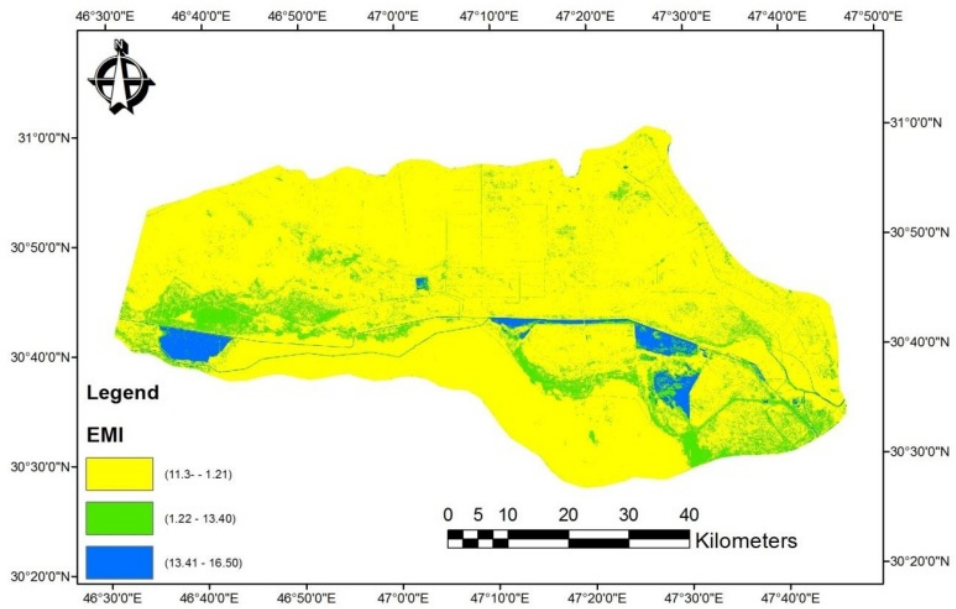 46°30'0"E 46°40'0"E 46°50'0"E 47°0'0"E 47°10'0"E 47°20'0"E 47°30'0"E 47°40'0"E 47°50'0"E
N
31°0'0"N 31°0'0"N
30°50'0"N 30°50'0"N
30°40'0"N 30°40'0"N
Legend
EMI
30°30'0"N 30°30'0"N
(11.3- - 1.21)
(1.22 - 13.40)
(13.41 - 16.50)
0 5 10 20 30 40
Kilometers
30°20'0"N 30°20'0"N
46°30'0"E 46°40'0"E 46°50'0"E 47°0'0"E 47°10'0"E 47°20'0"E 47°30'0"E 47°40'0"E